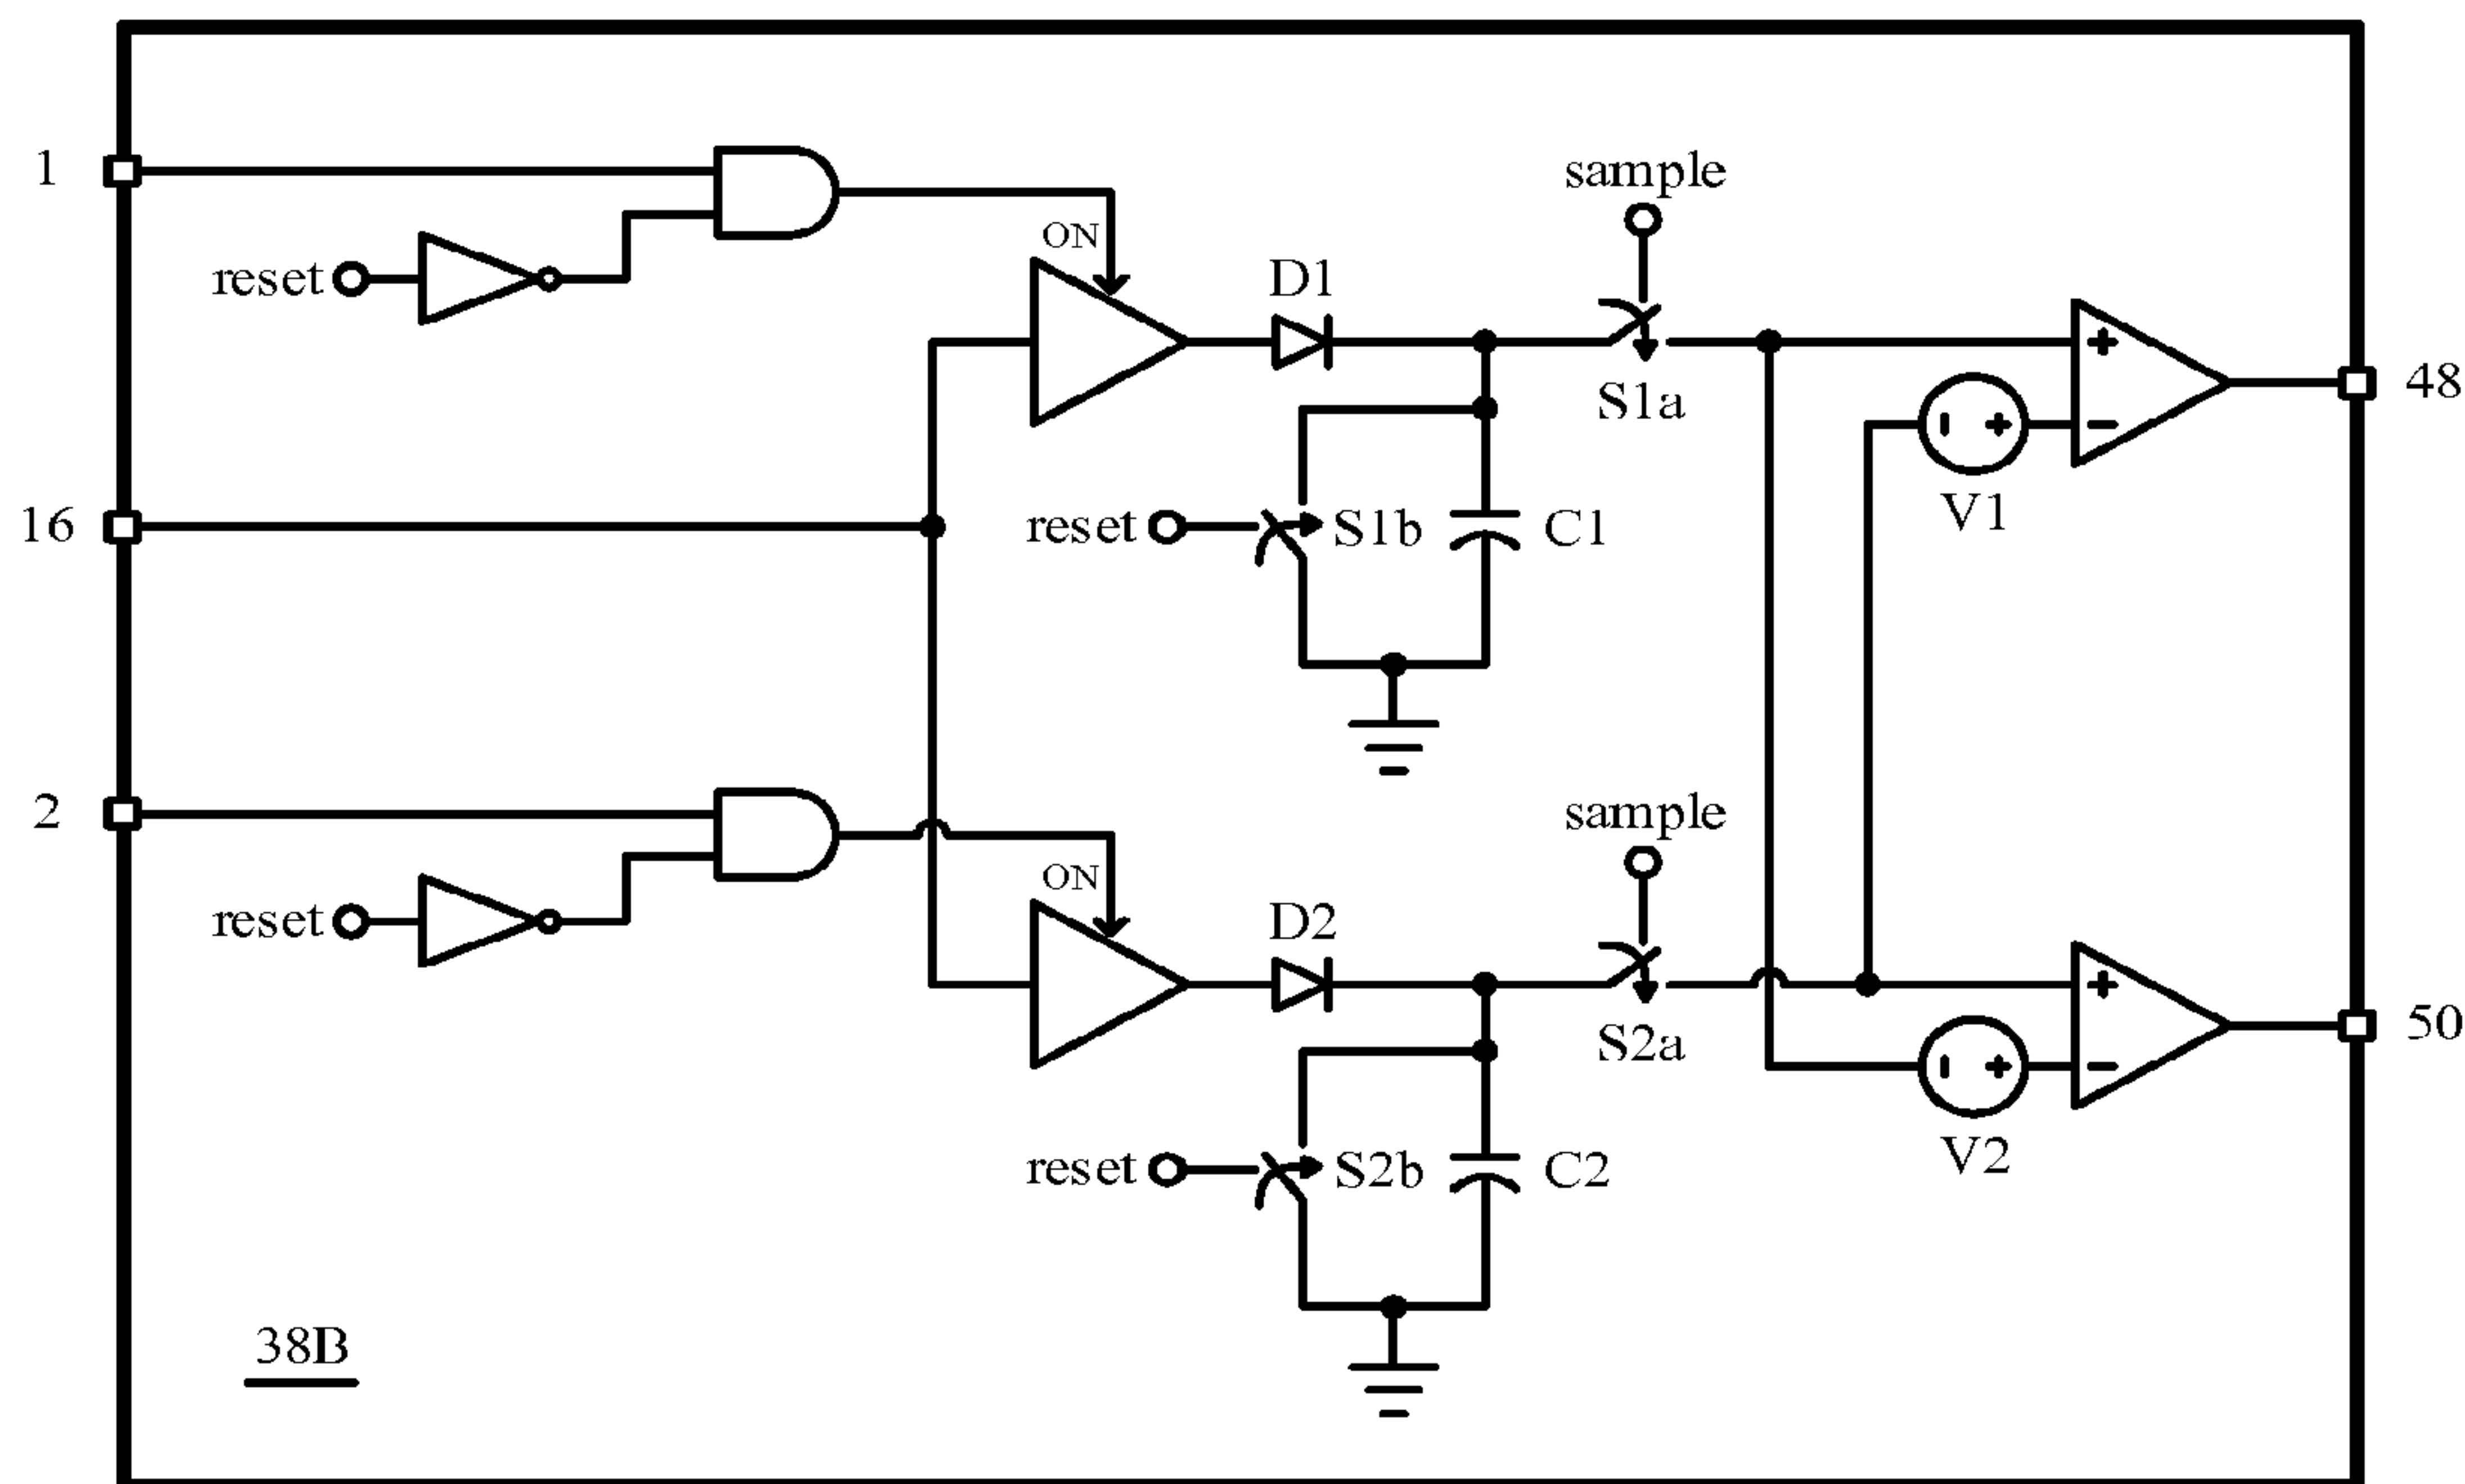 1
reset
ON
D1
sample
S1a
48
V1
16
reset
S1b
C1
2
reset
ON
D2
sample
S2a
50
V2
reset
S2b
C2
38B